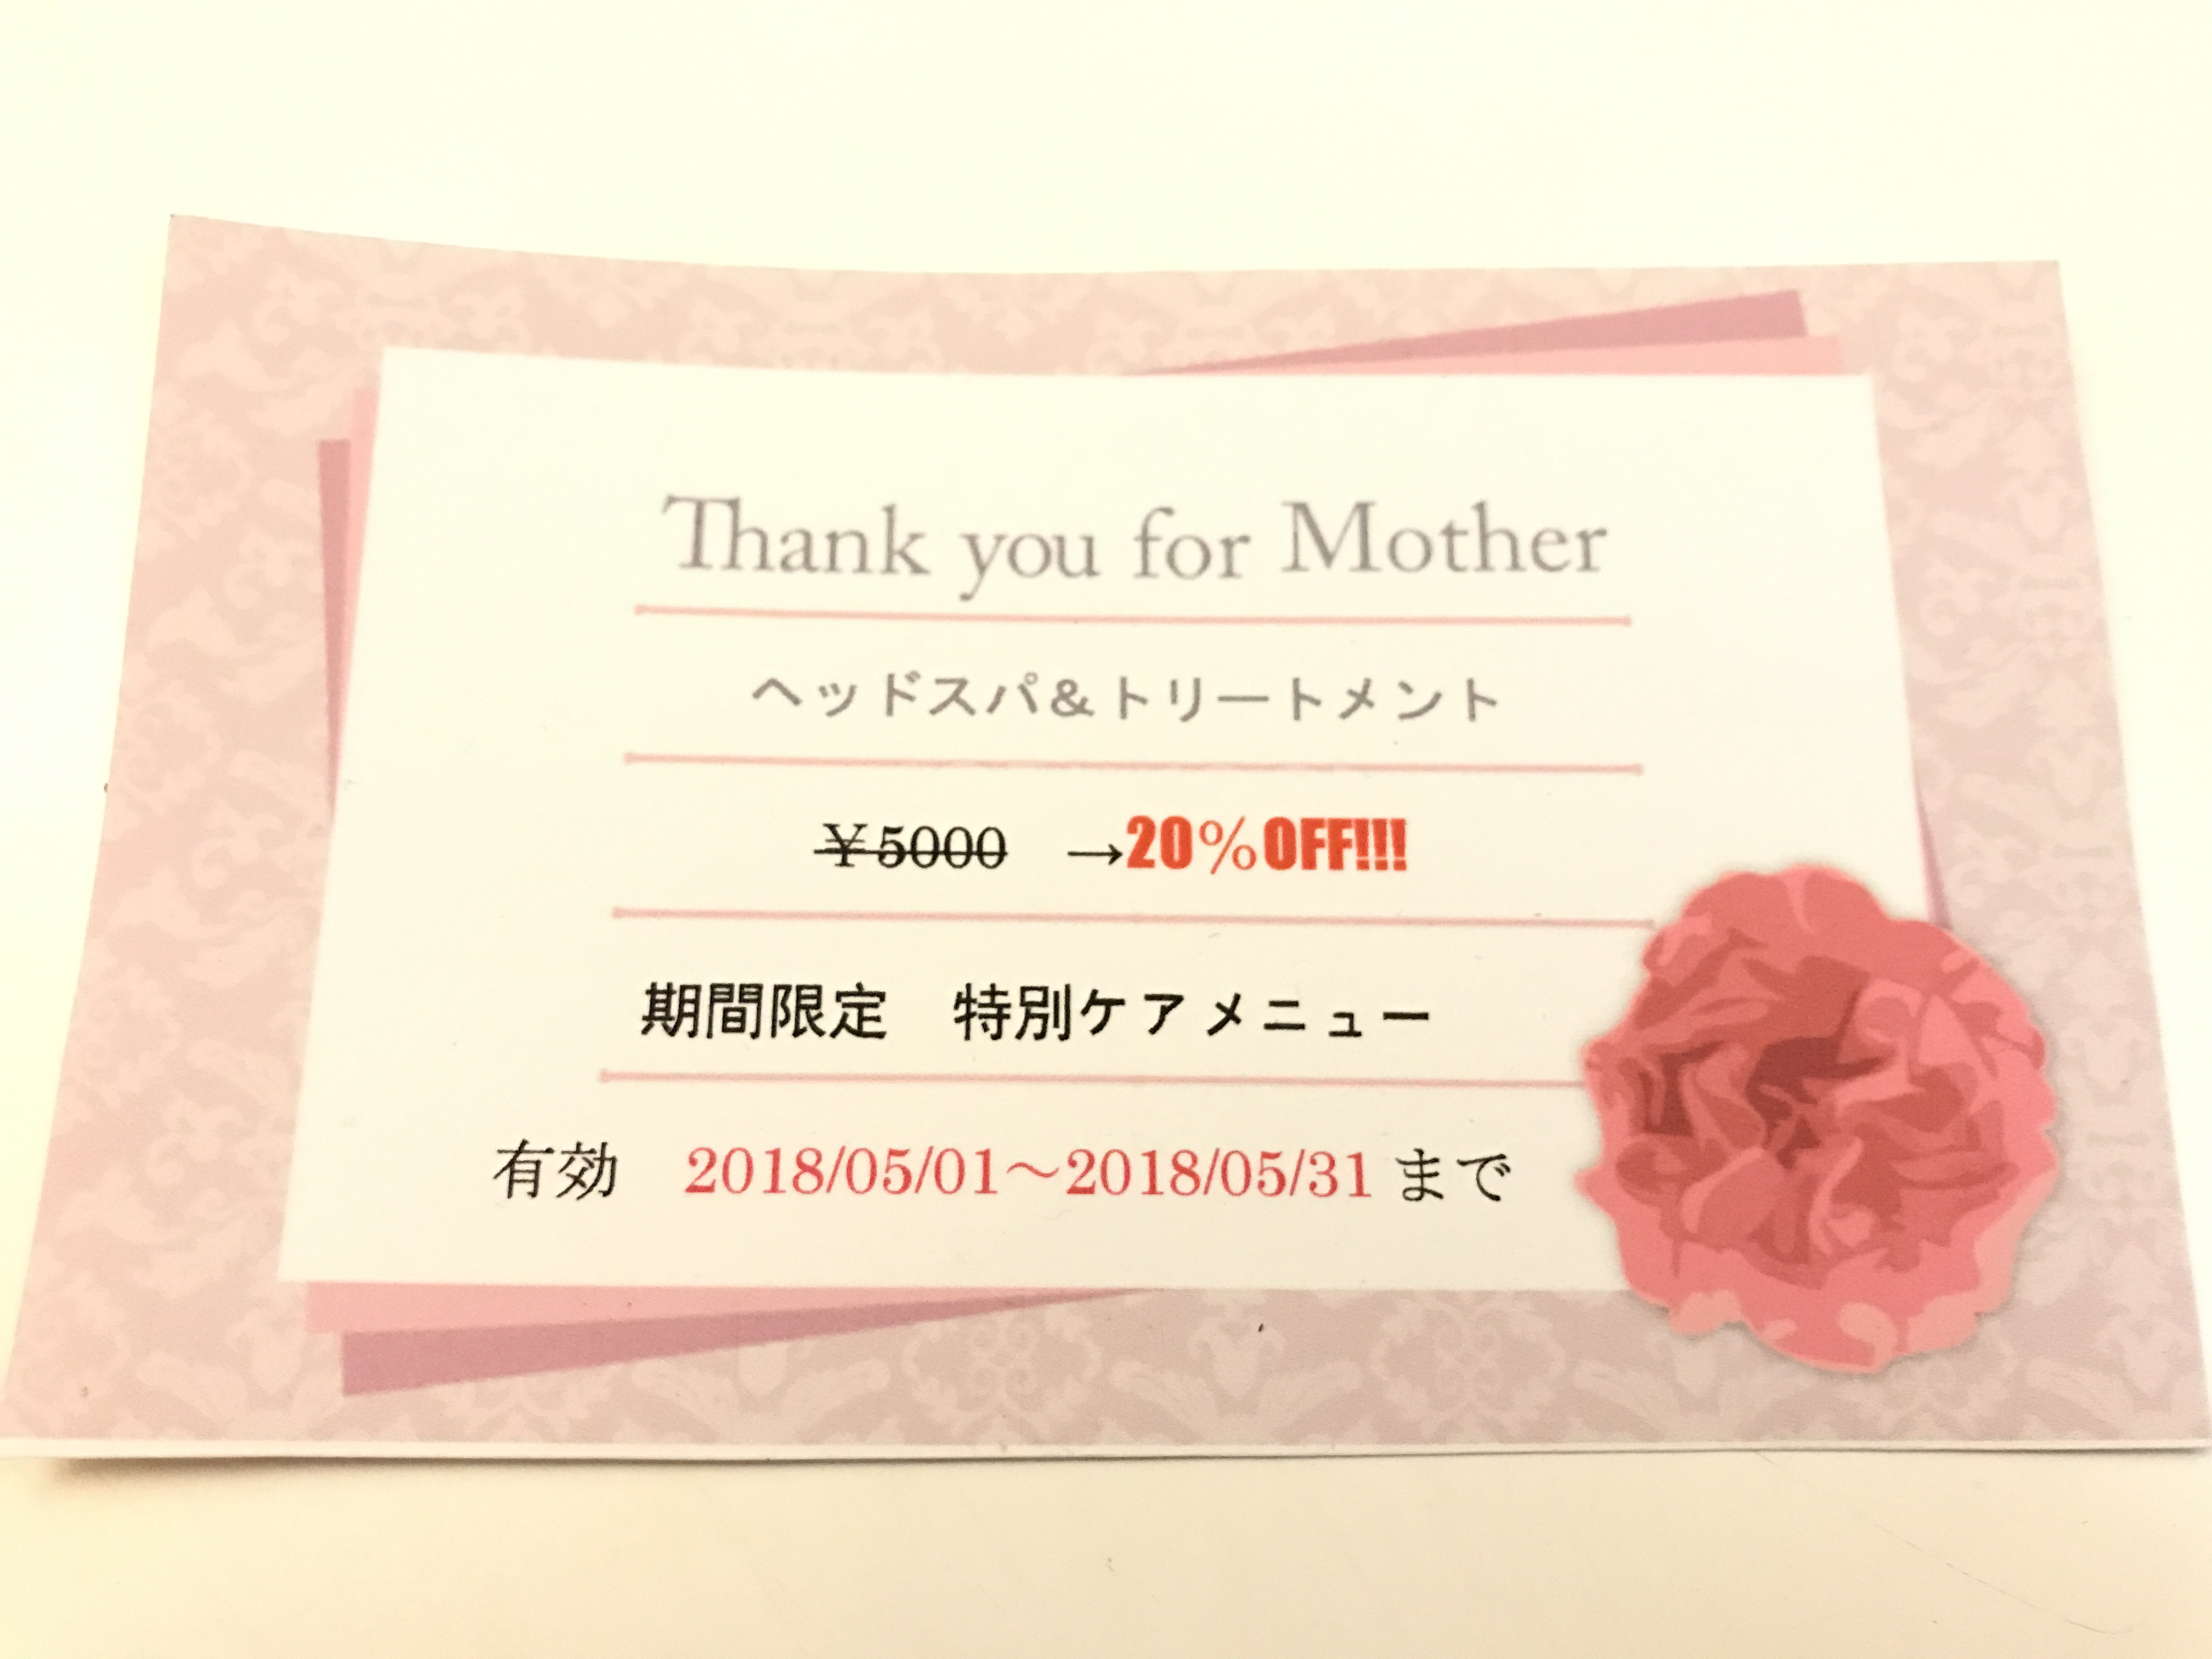 Thank you for Mother
ヘッドスパ&トリートメント
￥5000　→20％OFF!!!
期間限定　特別ケアメニュー
有効　2018/05/01～2018/05/31 まで